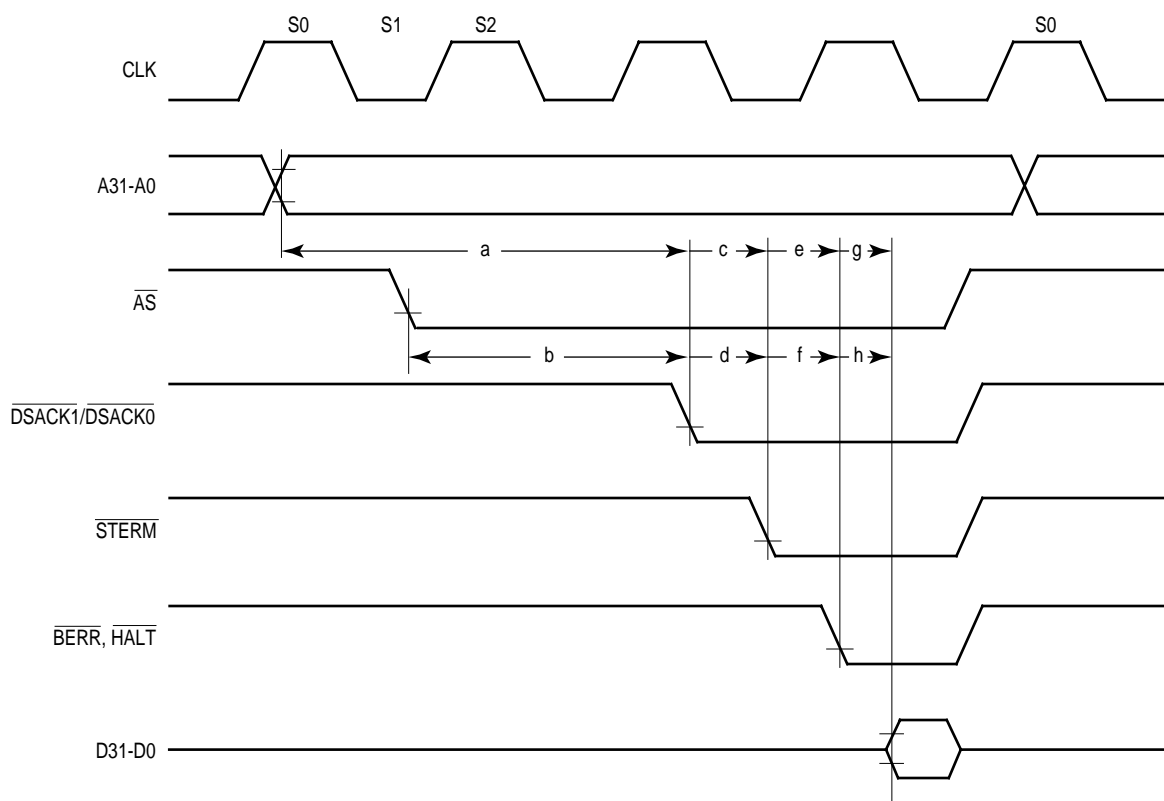 S0 S1 S2 S0
CLK
A31-A0
a c e g
AS
b d f h
DSACK1/DSACK0
STERM
BERR, HALT
D31-D0